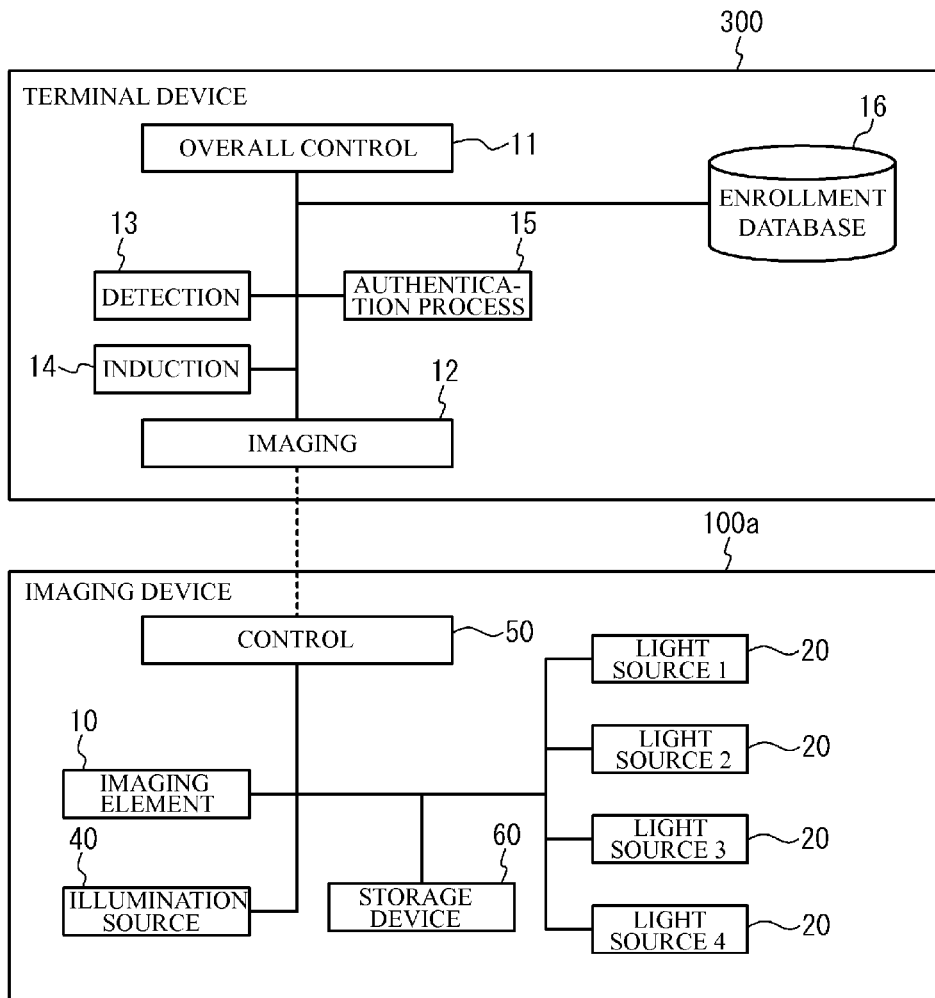 300
TERMINAL DEVICE
16
OVERALL CONTROL
11
ENROLLMENT
DATABASE
13
15
DETECTION
AUTHENTICA-
TION PROCESS
14
INDUCTION
12
IMAGING
100a
IMAGING DEVICE
CONTROL
50
LIGHT
SOURCE 1
20
10
LIGHT
SOURCE 2
20
IMAGING
ELEMENT
LIGHT
SOURCE 3
20
40
60
ILLUMINATION
SOURCE
STORAGE
DEVICE
LIGHT
SOURCE 4
20